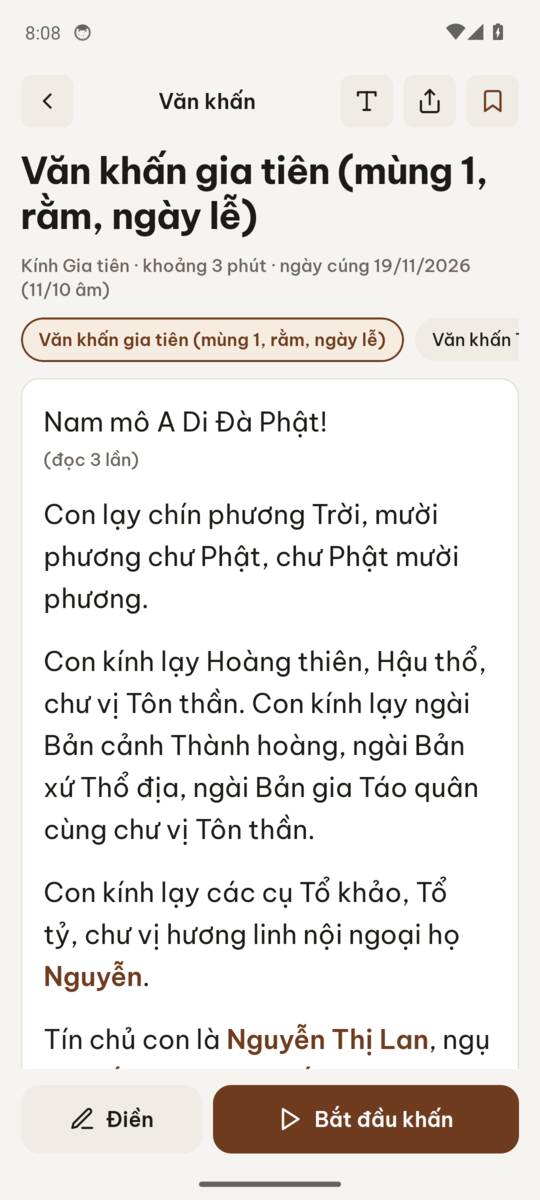 8:08
Văn khấn
Văn khấn gia tiên (mùng 1,
rằm, ngày lễ)
Kính Gia tiên · khoảng 3 phút · ngày cúng 19/11/2026
(11/10 âm)
Văn khấn gia tiên (mùng 1, rằm, ngày lễ)
Văn khấn
Nam mô A Di Đà Phật!
(đọc 3 lần)
Con lạy chín phương Trời, mười
phương chư Phật, chư Phật mười
phương.
Con kính lạy Hoàng thiên, Hậu thổ,
chư vị Tôn thần. Con kính lạy ngài
Bản cảnh Thành hoàng, ngài Bản
xứ Thổ địa, ngài Bản gia Táo quân
cùng chư vị Tôn thần.
Con kính lạy các cụ Tổ khảo, Tổ
tỷ, chư vị hương linh nội ngoại họ
Nguyễn.
Tín chủ con là Nguyễn Thị Lan, ngụ
Điền
Bắt đầu khấn